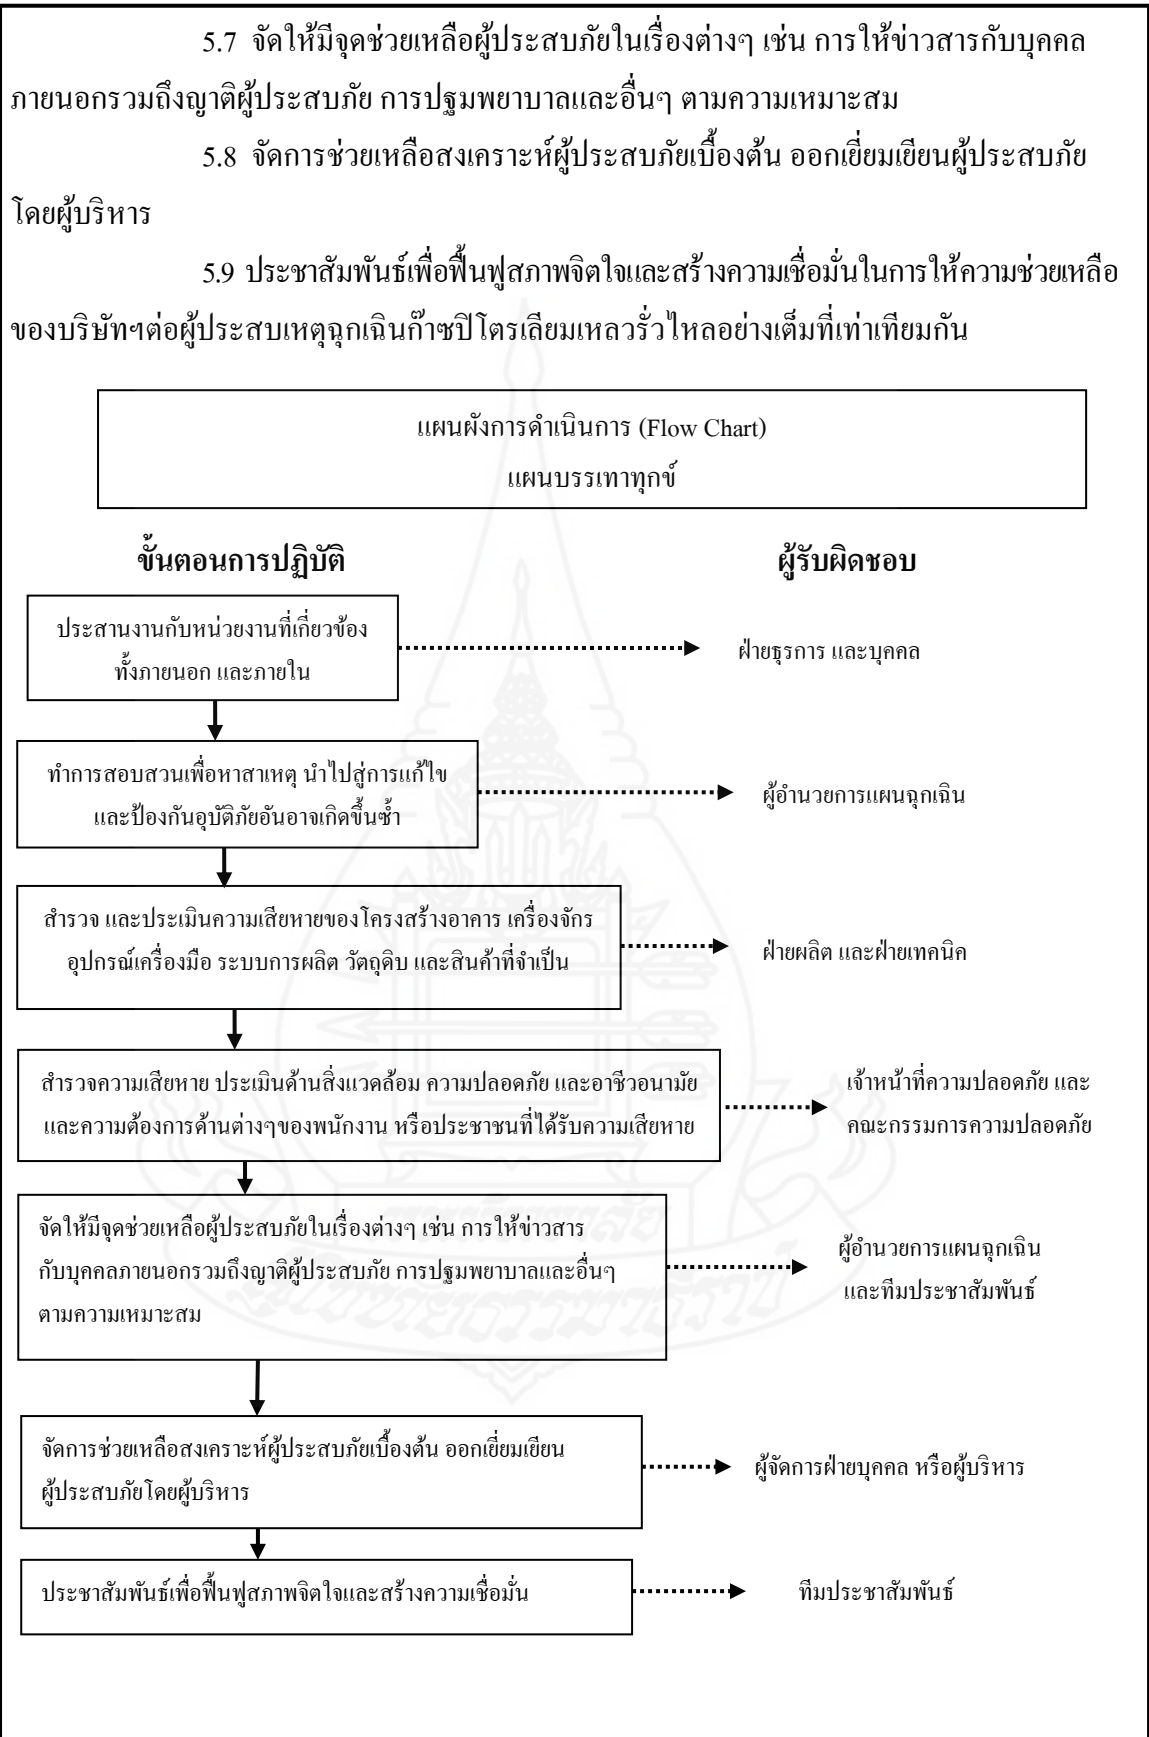 5.7 จัดให้มีจุดช่วยเหลือผู้ประสบภัยในเรื่องต่างๆ เช่น การให้ข่าวสารกับบุคคล
ภายนอกรวมถึงญาติผู้ประสบภัย การปฐมพยาบาลและอื่นๆ ตามความเหมาะสม
5.8 จัดการช่วยเหลือสงเคราะห์ผู้ประสบภัยเบื้องต้น ออกเยี่ยมเยียนผู้ประสบภัย
โดยผู้บริหาร
5.9 ประชาสัมพันธ์เพื่อฟื้นฟูสภาพจิตใจและสร้างความเชื่อมั่นในการให้ความช่วยเหลือ
ของบริษัทฯต่อผู้ประสบเหตุฉุกเฉินก๊าซปิโตรเลียมเหลวรั่วไหลอย่างเต็มที่เท่าเทียมกัน
แผนผังการดำเนินการ (Flow Chart)
แผนบรรเทาทุกข์
ขั้นตอนการปฏิบัติ
ผู้รับผิดชอบ
ประสานงานกับหน่วยงานที่เกี่ยวข้อง
ทั้งภายนอก และภายใน
ฝ่ายธุรการ และบุคคล
ทำการสอบสวนเพื่อหาสาเหตุ นำไปสู่การแก้ไข
และป้องกันอุบัติภัยอันอาจเกิดขึ้นซ้ำ
ผู้อำนวยการแผนฉุกเฉิน
สำรวจ และประเมินความเสียหายของโครงสร้างอาคาร เครื่องจักร
อุปกรณ์เครื่องมือ ระบบการผลิต วัตถุดิบ และสินค้าที่จำเป็น
ฝ่ายผลิต และฝ่ายเทคนิค
สำรวจความเสียหาย ประเมินด้านสิ่งแวดล้อม ความปลอดภัย และอาชีวอนามัย
และความต้องการด้านต่างๆของพนักงาน หรือประชาชนที่ได้รับความเสียหาย
เจ้าหน้าที่ความปลอดภัย และ
คณะกรรมการความปลอดภัย
จัดให้มีจุดช่วยเหลือผู้ประสบภัยในเรื่องต่างๆ เช่น การให้ข่าวสาร
กับบุคคลภายนอกรวมถึงญาติผู้ประสบภัย การปฐมพยาบาลและอื่นๆ
ตามความเหมาะสม
ผู้อำนวยการแผนฉุกเฉิน
และทีมประชาสัมพันธ์
จัดการช่วยเหลือสงเคราะห์ผู้ประสบภัยเบื้องต้น ออกเยี่ยมเยียน
ผู้ประสบภัยโดยผู้บริหาร
ผู้จัดการฝ่ายบุคคล หรือผู้บริหาร
ประชาสัมพันธ์เพื่อฟื้นฟูสภาพจิตใจและสร้างความเชื่อมั่น
ทีมประชาสัมพันธ์
มหาวิทยาลัย
สุโขทัยธรรมาธิราช